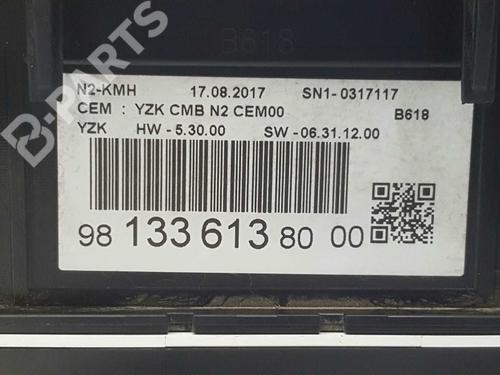 B618
N2-KMH 17.08.2017 SN1- 0317117
CEM : YZK CMB N2 CEM00 B618
YZK HW - 5.30.00 SW - 06.31.12.00
98 133 613 80 00
B-PARTS